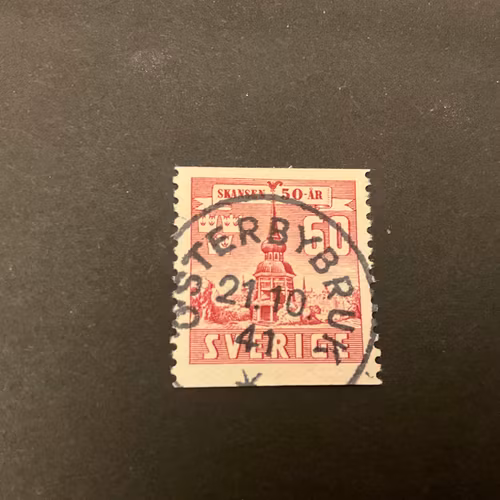 SKANSEN 50-ÅR
60
ÖSTERBYBRUK
21.10.
41
SVERIGE